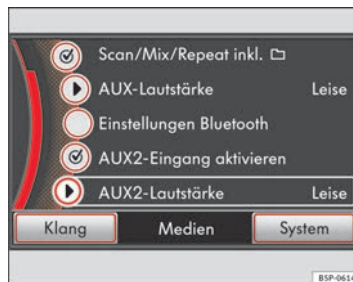 Scan/Mix/Repeat inkl.
AUX-Lautstärke Leise
Einstellungen Bluetooth
AUX2-Eingang aktivieren
AUX2-Lautstärke Leise
Klang Medien System
B5P-0614